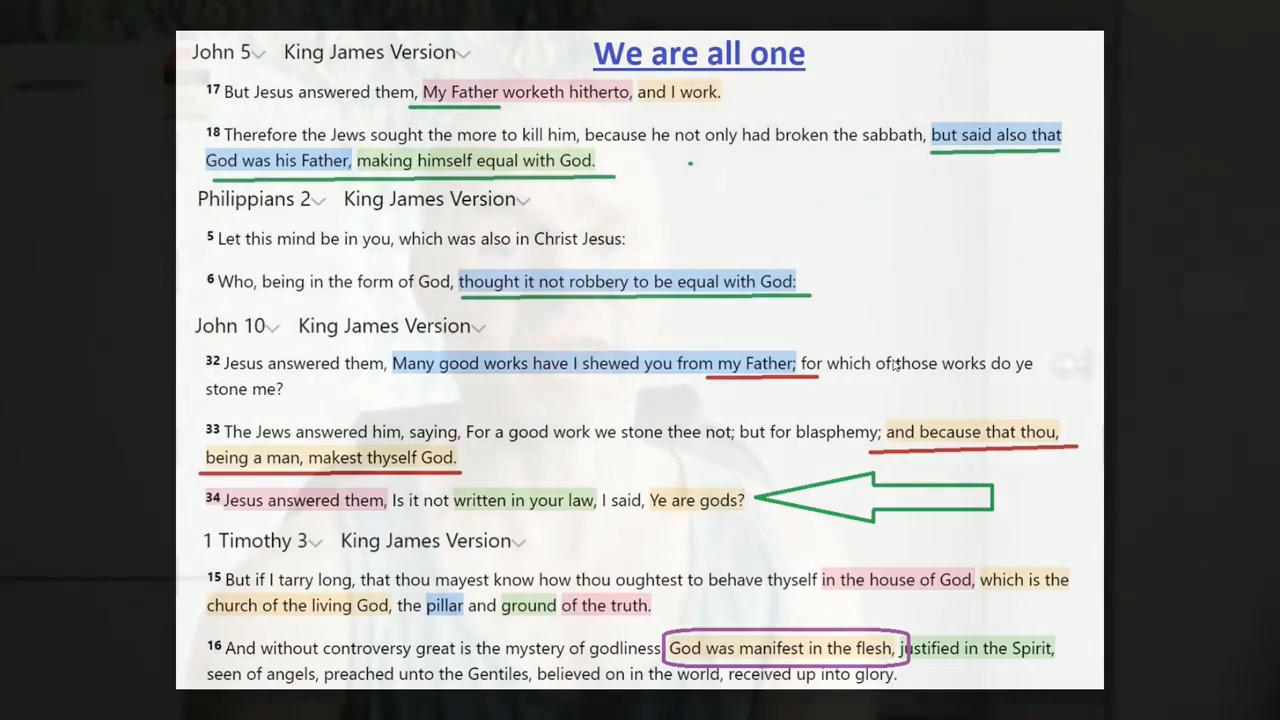 John 5 King James Version We are all one
17 But Jesus answered them, My Father worketh hitherto, and I work.
18 Therefore the Jews sought the more to kill him, because he not only had broken the sabbath, but said also that
God was his Father, making himself equal with God.
Philippians 2 King James Version
5 Let this mind be in you, which was also in Christ Jesus:
6 Who, being in the form of God, thought it not robbery to be equal with God:
John 10 King James Version
32 Jesus answered them, Many good works have I shewed you from my Father; for which of those works do ye
stone me?
33 The Jews answered him, saying, For a good work we stone thee not; but for blasphemy; and because that thou,
being a man, makest thyself God.
34 Jesus answered them, Is it not written in your law, I said, Ye are gods?
1 Timothy 3 King James Version
15 But if I tarry long, that thou mayest know how thou oughtest to behave thyself in the house of God, which is the
church of the living God, the pillar and ground of the truth.
16 And without controversy great is the mystery of godliness God was manifest in the flesh, justified in the Spirit,
seen of angels, preached unto the Gentiles, believed on in the world, received up into glory.